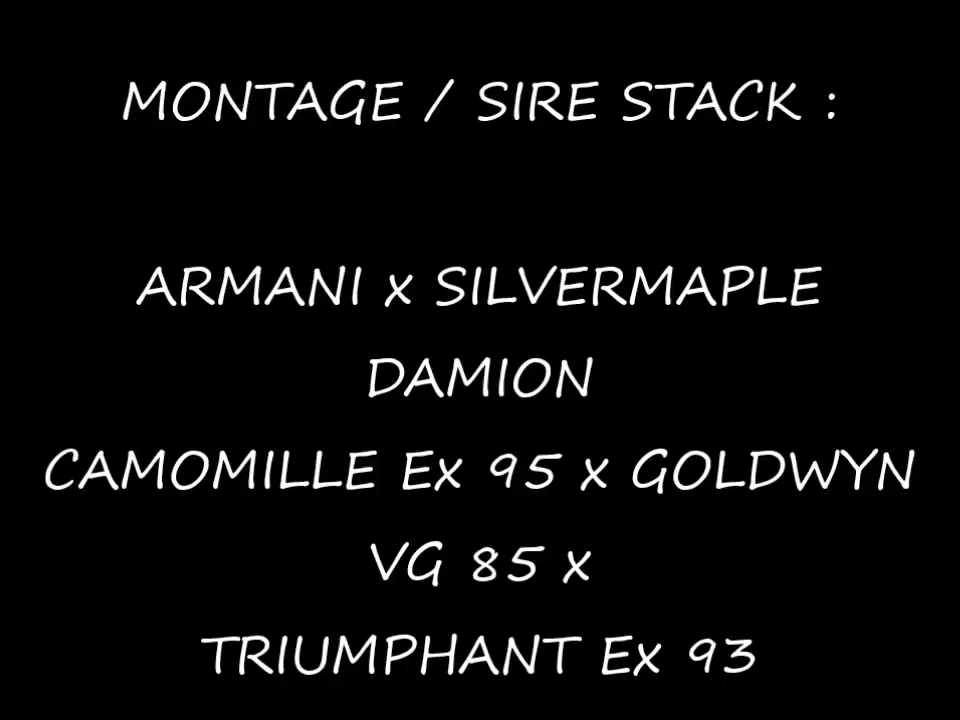 MONTAGE / SIRE STACK :
ARMANI x SILVERMAPLE
DAMION
CAMOMILLE Ex 95 x GOLDWYN
VG 85 x
TRIUMPHANT Ex 93